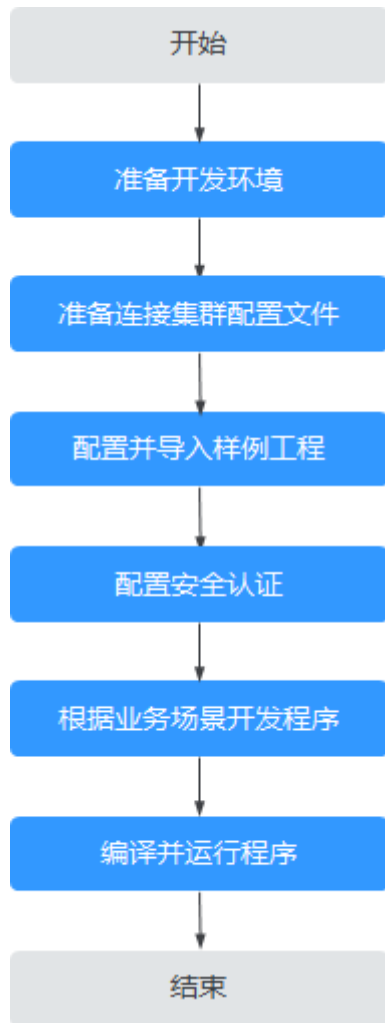 开始
准备开发环境
准备连接集群配置文件
配置并导入样例工程
配置安全认证
根据业务场景开发程序
编译并运行程序
结束